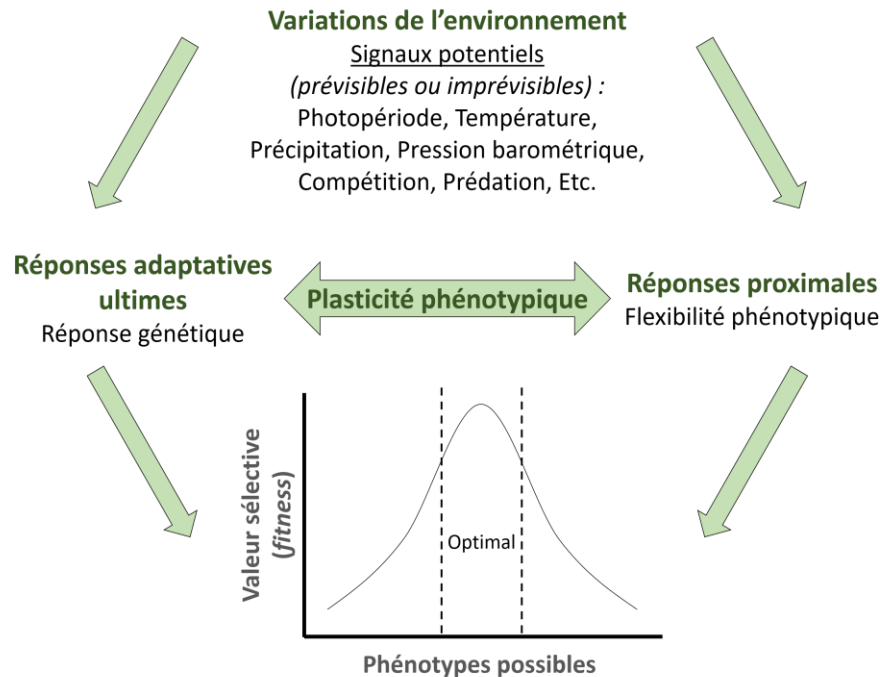 Variations de l’environnement
Signaux potentiels
(prévisibles ou imprévisibles) :
Photopériode, Température,
Précipitation, Pression barométrique,
Compétition, Prédation, Etc.
Réponses adaptatives
ultimes
Réponse génétique
Plasticité phénotypique
Réponses proximales
Flexibilité phénotypique
Valeur sélective
(fitness)
Optimal
Phénotypes possibles